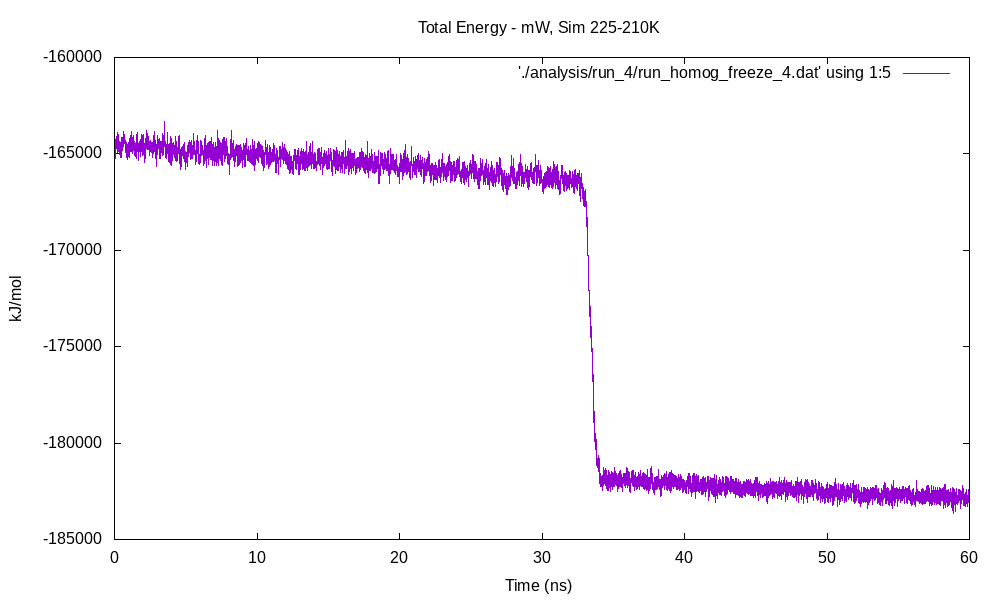 Total Energy - mW, Sim 225-210K
'./analysis/run_4/run_homog_freeze_4.dat' using 1:5
-160000
-165000
-170000
-175000
-180000
-185000
kJ/mol
0 10 20 30 40 50 60
Time (ns)